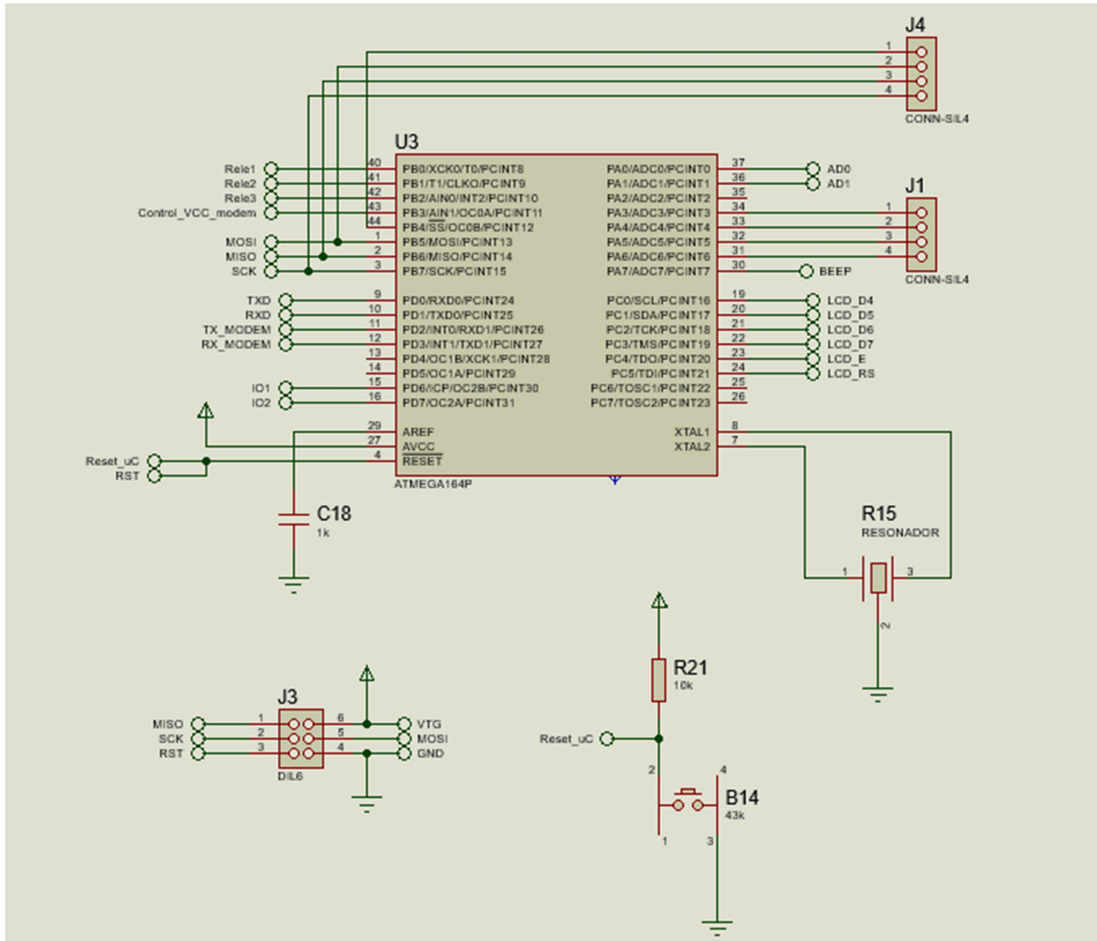 J4
1
2
3
4
CONN-SIL4
U3
Rele1 40 PB0/XCK0/T0/PCINT8 PA0/ADC0/PCINT0 37 AD0
Rele2 41 PB1/T1/CLKO/PCINT9 PA1/ADC1/PCINT1 36 AD1
Rele3 42 PB2/AIN0/INT2/PCINT10 PA2/ADC2/PCINT2 35
Control_VCC_modem 43 PB3/AIN1/OC0A/PCINT11 PA3/ADC3/PCINT3 34
44 PB4/SS/OC0B/PCINT12 PA4/ADC4/PCINT4 33
MOSI 1 PB5/MOSI/PCINT13 PA5/ADC5/PCINT5 32
MISO 2 PB6/MISO/PCINT14 PA6/ADC6/PCINT6 31
SCK 3 PB7/SCK/PCINT15 PA7/ADC7/PCINT7 30 BEEP
J1
1
2
3
4
CONN-SIL4
TXD 9 PD0/RXD0/PCINT24 PC0/SCL/PCINT16 19 LCD_D4
RXD 10 PD1/TXD0/PCINT25 PC1/SDA/PCINT17 20 LCD_D5
TX_MODEM 11 PD2/INT0/RXD1/PCINT26 PC2/TCK/PCINT18 21 LCD_D6
RX_MODEM 12 PD3/INT1/TXD1/PCINT27 PC3/TMS/PCINT19 22 LCD_D7
13 PD4/OC1B/XCK1/PCINT28 PC4/TDO/PCINT20 23 LCD_E
14 PD5/OC1A/PCINT29 PC5/TDI/PCINT21 24 LCD_RS
IO1 15 PD6/ICP/OC2B/PCINT30 PC6/TOSC1/PCINT22 25
IO2 16 PD7/OC2A/PCINT31 PC7/TOSC2/PCINT23 26
29 AREF XTAL1 8
27 AVCC XTAL2 7
Reset_uC 4 RESET
RST
ATMEGA164P
C18
1k
R15
RESONADOR
1 3
2
R21
10k
J3
MISO 1 6 VTG
SCK 2 5 MOSI
RST 3 4 GND
DIL6
Reset_uC
2 4
B14
43k
1 3